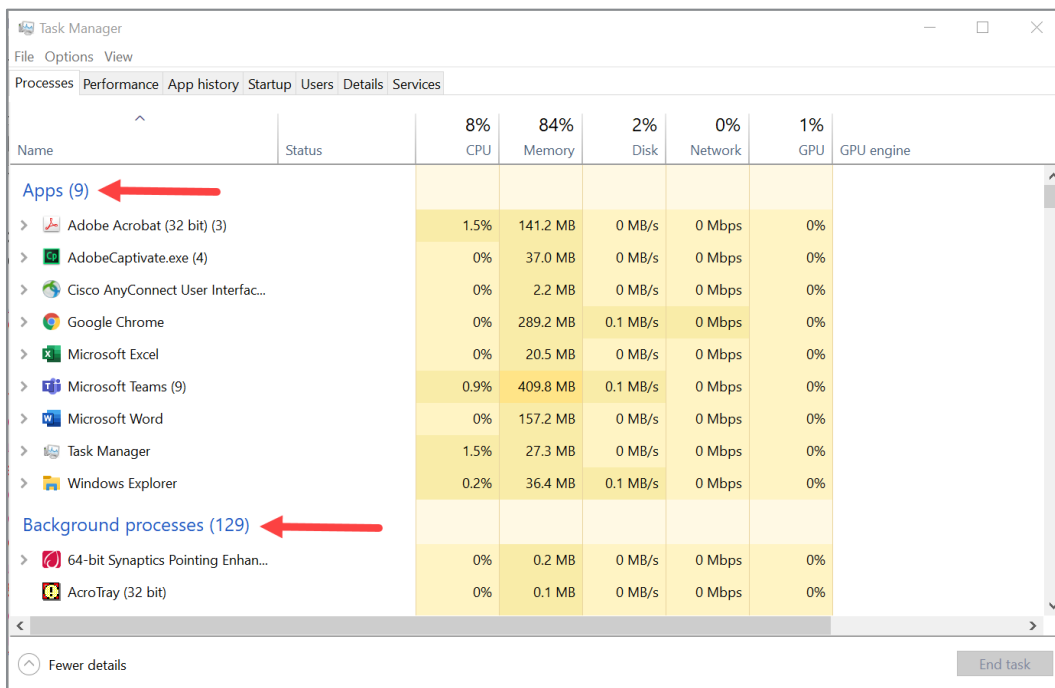 Task Manager
File Options View
Processes Performance App history Startup Users Details Services
8% 84% 2% 0% 1%
Name Status CPU Memory Disk Network GPU GPU engine
Apps (9)
Adobe Acrobat (32 bit) (3) 1.5% 141.2 MB 0 MB/s 0 Mbps 0%
Cp AdobeCaptivate.exe (4) 0% 37.0 MB 0 MB/s 0 Mbps 0%
Cisco AnyConnect User Interfac... 0% 2.2 MB 0 MB/s 0 Mbps 0%
Google Chrome 0% 289.2 MB 0.1 MB/s 0 Mbps 0%
Microsoft Excel 0% 20.5 MB 0 MB/s 0 Mbps 0%
Microsoft Teams (9) 0.9% 409.8 MB 0.1 MB/s 0 Mbps 0%
Microsoft Word 0% 157.2 MB 0 MB/s 0 Mbps 0%
Task Manager 1.5% 27.3 MB 0 MB/s 0 Mbps 0%
Windows Explorer 0.2% 36.4 MB 0.1 MB/s 0 Mbps 0%
Background processes (129)
64-bit Synaptics Pointing Enhan... 0% 0.2 MB 0 MB/s 0 Mbps 0%
AcroTray (32 bit) 0% 0.1 MB 0 MB/s 0 Mbps 0%
Fewer details End task